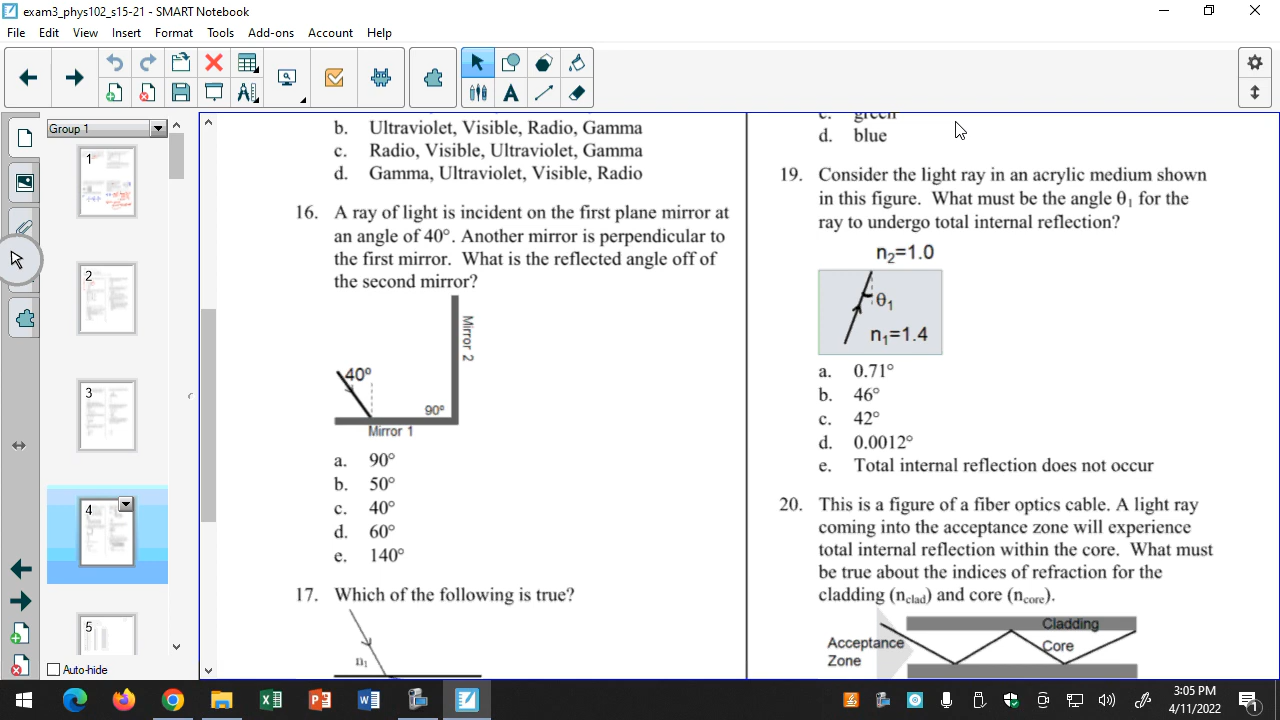 exam3_phys102_s15-21 - SMART Notebook
File Edit View Insert Format Tools Add-ons Account Help
Group 1
1
2
3
4
5
Auto-hide
b. Ultraviolet, Visible, Radio, Gamma
c. Radio, Visible, Ultraviolet, Gamma
d. Gamma, Ultraviolet, Visible, Radio
16. A ray of light is incident on the first plane mirror at
an angle of 40°. Another mirror is perpendicular to
the first mirror. What is the reflected angle off of
the second mirror?
Mirror 2
40°
90°
Mirror 1
a. 90°
b. 50°
c. 40°
d. 60°
e. 140°
17. Which of the following is true?
n₁
c. green
d. blue
19. Consider the light ray in an acrylic medium shown
in this figure. What must be the angle θ₁ for the
ray to undergo total internal reflection?
n₂=1.0
θ₁
n₁=1.4
a. 0.71°
b. 46°
c. 42°
d. 0.0012°
e. Total internal reflection does not occur
20. This is a figure of a fiber optics cable. A light ray
coming into the acceptance zone will experience
total internal reflection within the core. What must
be true about the indices of refraction for the
cladding (nclad) and core (ncore).
Cladding
Acceptance
Zone
Core
3:05 PM
4/11/2022
1